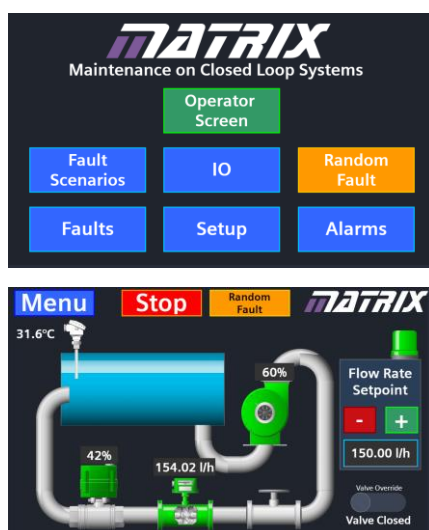 MATRIX
Maintenance on Closed Loop Systems
Operator
Screen
Fault
Scenarios
IO
Random
Fault
Faults
Setup
Alarms
Menu
Stop
Random
Fault
MATRIX
31.6°C
60%
Flow Rate
Setpoint
- +
150.00 l/h
42%
154.02 l/h
Valve Override
Valve Closed